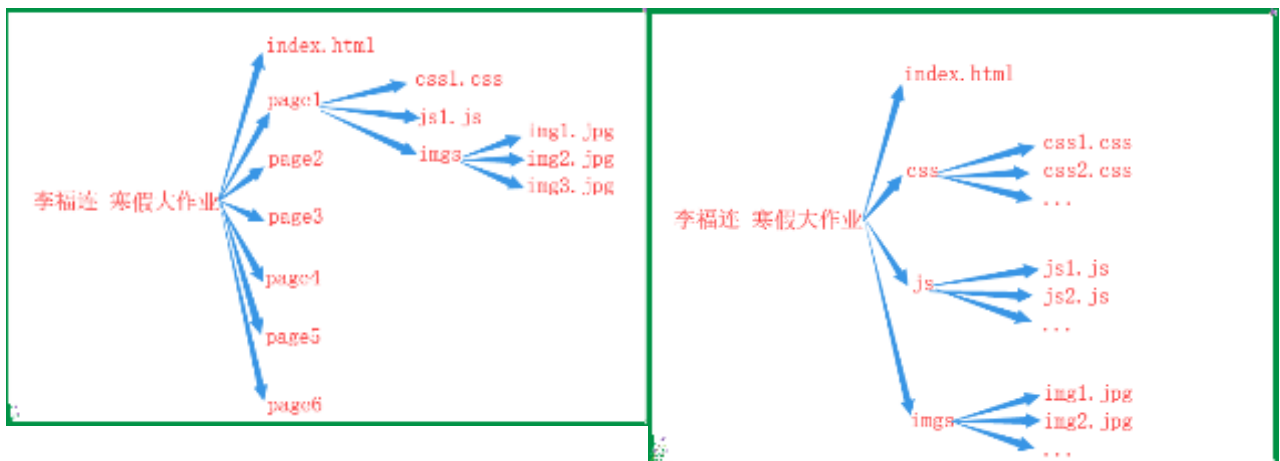 index.html
page1
css1.css
js1.js
imgs
img1.jpg
img2.jpg
img3.jpg
page2
李福连 寒假大作业
page3
page4
page5
page6
index.html
css
css1.css
css2.css
...
李福连 寒假大作业
js
js1.js
js2.js
...
imgs
img1.jpg
img2.jpg
...